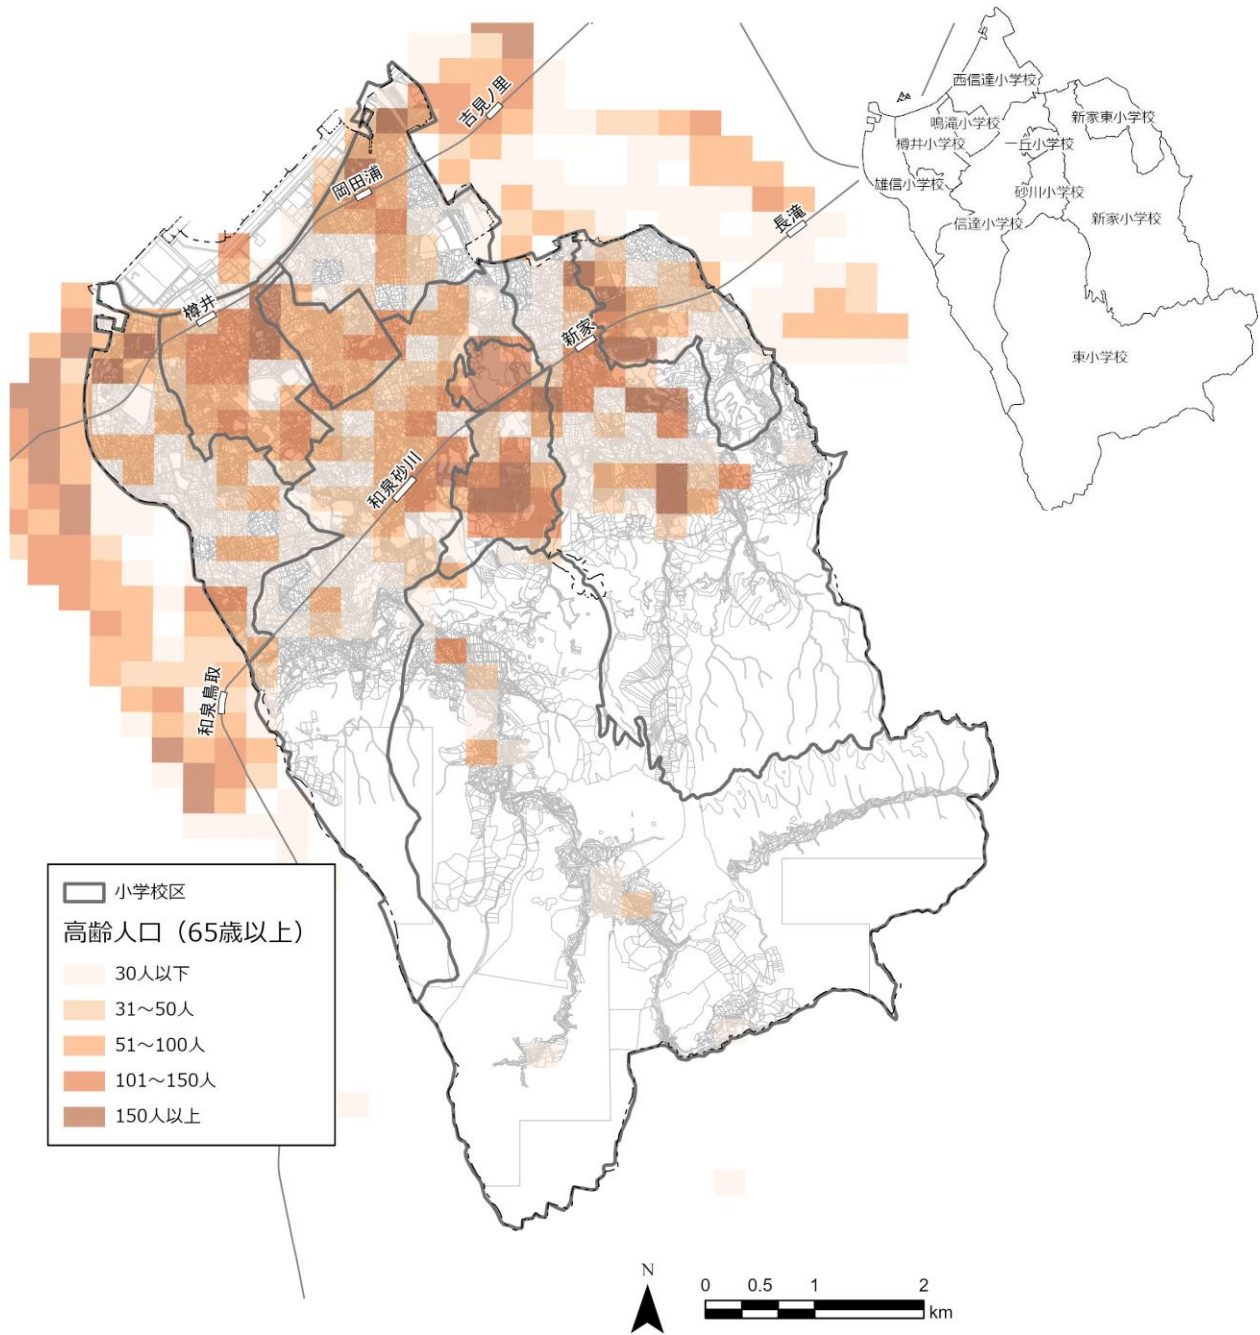 吉見ノ里
岡田浦
長滝
樽井
新家
和泉砂川
和泉鳥取
西信達小学校
鳴滝小学校
新家東小学校
樽井小学校
一丘小学校
雄信小学校
砂川小学校
信達小学校
新家小学校
東小学校
小学校区
高齢人口（65歳以上）
30人以下
31～50人
51～100人
101～150人
150人以上
N
0 0.5 1 2
km